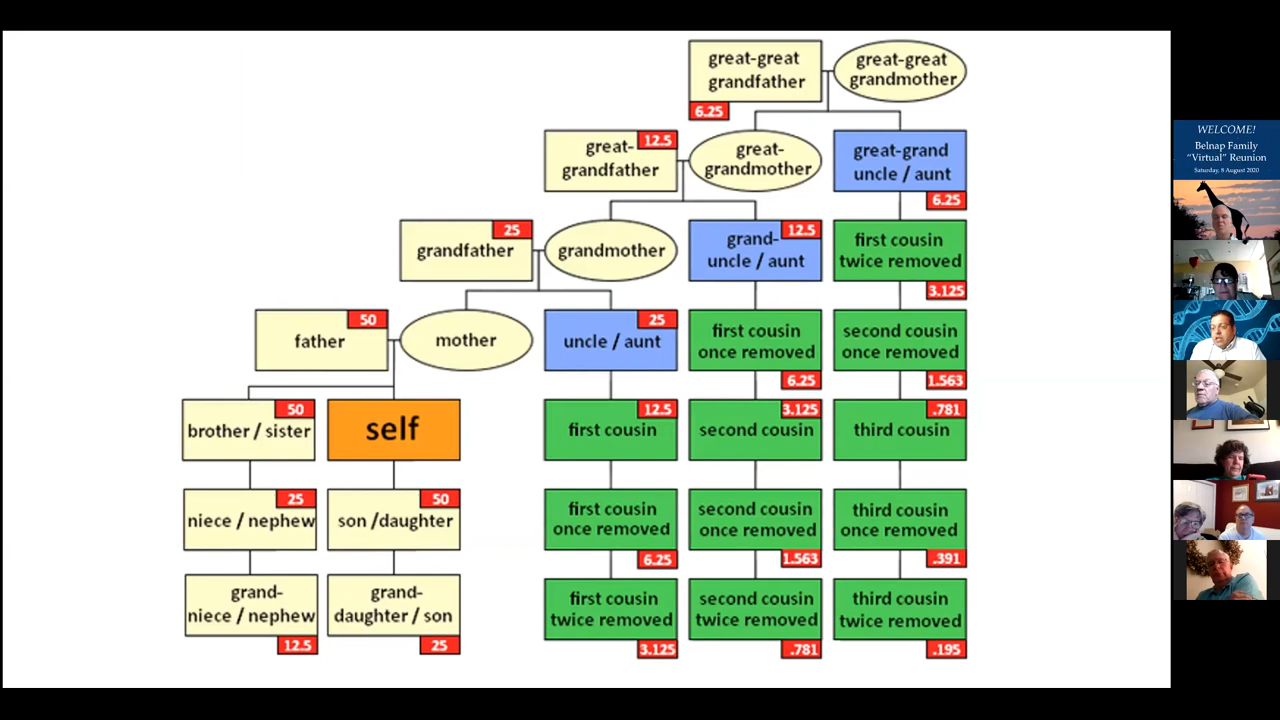 great-great
grandfather
6.25
great-great
grandmother
great-
grandfather
12.5
great-
grandmother
great-grand
uncle / aunt
6.25
grandfather
25
grandmother
grand-
uncle / aunt
12.5
first cousin
twice removed
3.125
father
50
mother
uncle / aunt
25
first cousin
once removed
6.25
second cousin
once removed
1.563
brother / sister
50
self
first cousin
12.5
second cousin
3.125
third cousin
.781
niece / nephew
25
son /daughter
50
first cousin
once removed
6.25
second cousin
once removed
1.563
third cousin
once removed
.391
grand-
niece / nephew
12.5
grand-
daughter / son
25
first cousin
twice removed
3.125
second cousin
twice removed
.781
third cousin
twice removed
.195
WELCOME!
Belnap Family
“Virtual” Reunion
Saturday, 8 August 2020